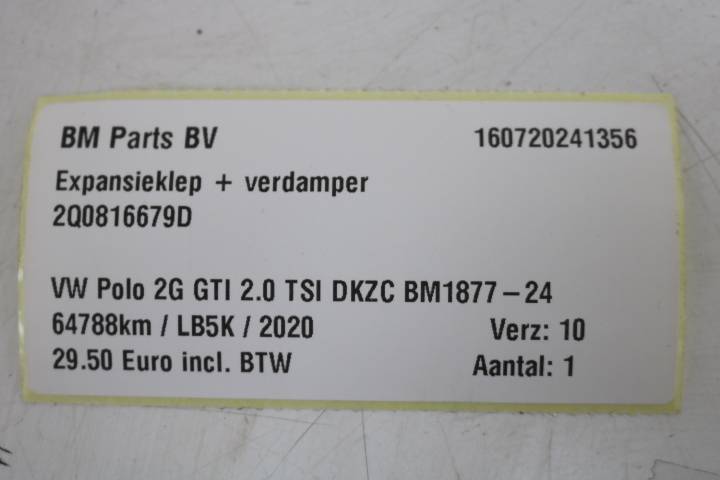 BM Parts BV 160720241356
Expansieklep + verdamper
2Q0816679D
VW Polo 2G GTI 2.0 TSI DKZC BM1877-24
64788km / LB5K / 2020 Verz: 10
29.50 Euro incl. BTW Aantal: 1